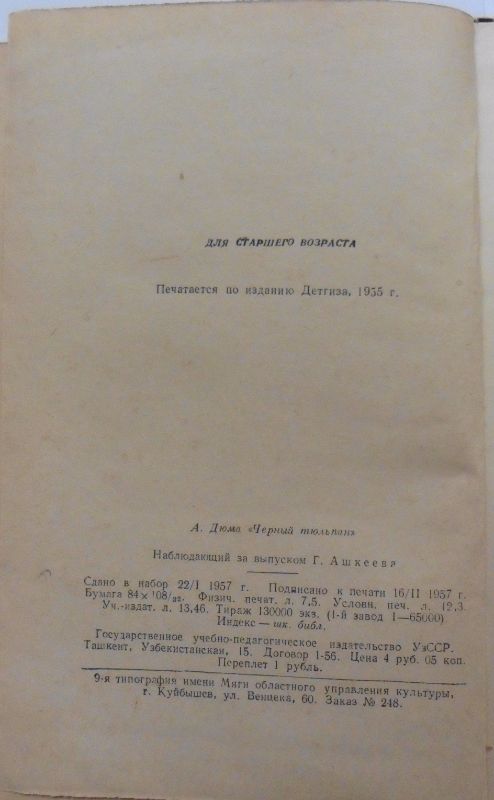 ДЛЯ СТАРШЕГО ВОЗРАСТА
Печатается по изданию Детгиза, 1955 г.
А. Дюма «Черный тюльпан»
Наблюдающий за выпуском Г. Ашкеева
Сдано в набор 22/I 1957 г. Подписано к печати 16/II 1957 г.
Бумага 84×108/32. Физич. печат. л. 7,5. Условн. печ. л. 12,3.
Уч.-издат. л. 13,46. Тираж 130000 экз. (1-й завод 1—65000)
Индекс — шк. библ.
Государственное учебно-педагогическое издательство УзССР.
Ташкент, Узбекистанская, 15. Договор 1-56. Цена 4 руб. 05 коп.
Переплет 1 рубль.
9-я типография имени Мяги областного управления культуры,
г. Куйбышев, ул. Венцека, 60. Заказ № 248.